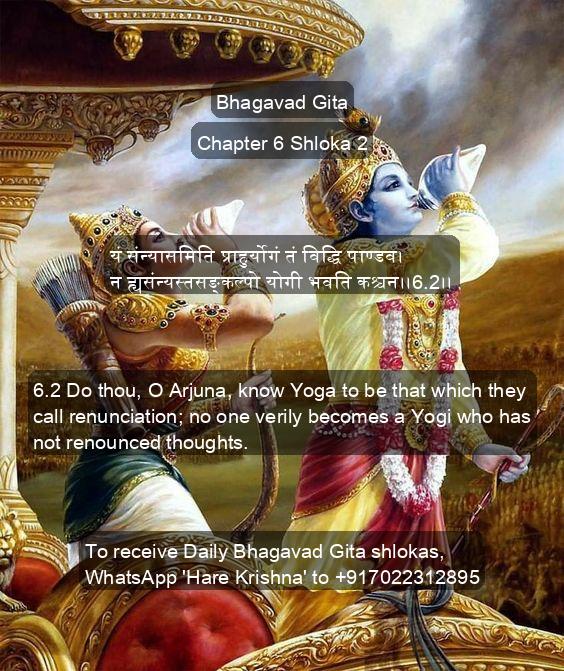 Bhagavad Gita
Chapter 6 Shloka 2
यं संन्यासमिति प्राहुर्योगं तं विद्धि पाण्डव।
न ह्यसंन्यस्तसङ्कल्पो योगी भवति कश्चन।।6.2।।
6.2 Do thou, O Arjuna, know Yoga to be that which they
call renunciation; no one verily becomes a Yogi who has
not renounced thoughts.
To receive Daily Bhagavad Gita shlokas,
WhatsApp 'Hare Krishna' to +917022312895